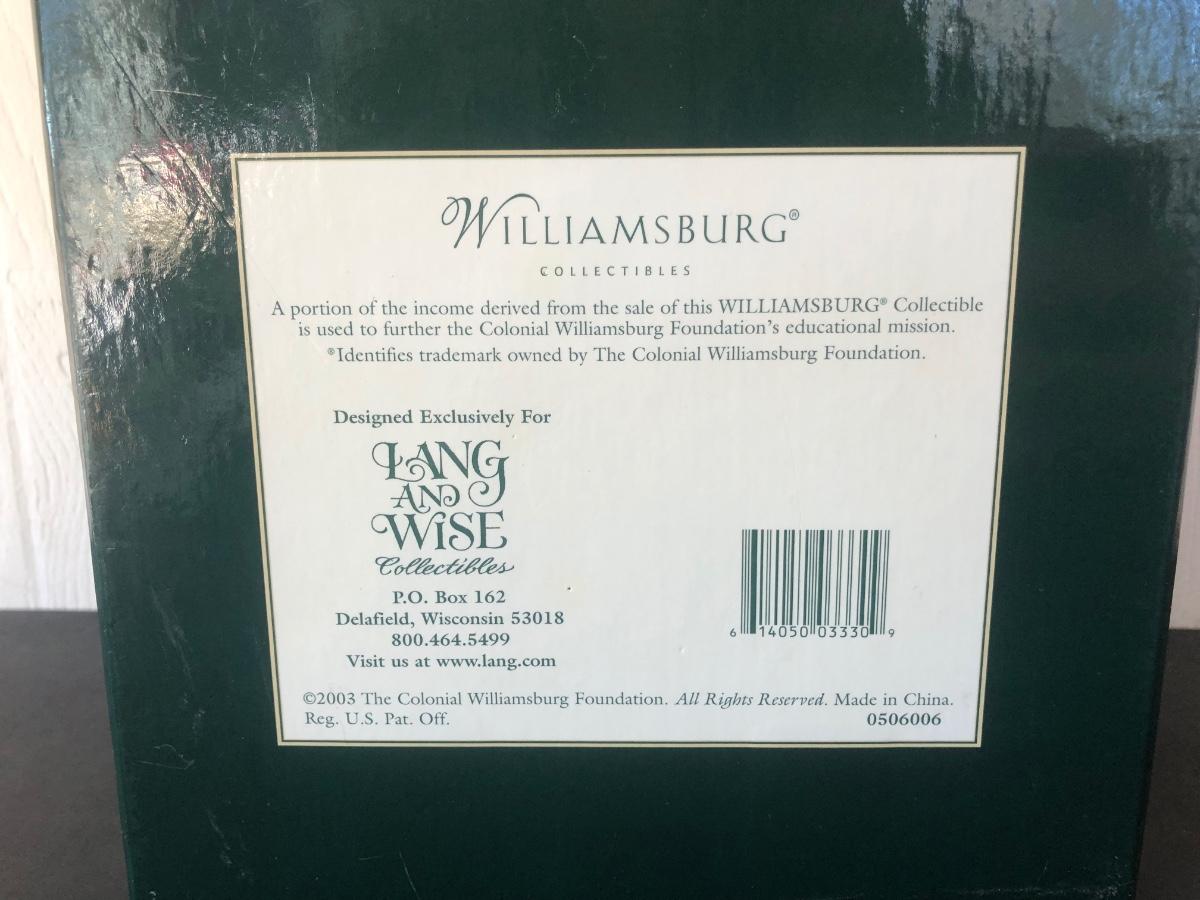 WILLIAMSBURG®
COLLECTIBLES
A portion of the income derived from the sale of this WILLIAMSBURG® Collectible
is used to further the Colonial Williamsburg Foundation's educational mission.
®Identifies trademark owned by The Colonial Williamsburg Foundation.
Designed Exclusively For
LANG
AND
WISE
Collectibles
P.O. Box 162
Delafield, Wisconsin 53018
800.464.5499
Visit us at www.lang.com
6 14050 03330 9
©2003 The Colonial Williamsburg Foundation. All Rights Reserved. Made in China.
Reg. U.S. Pat. Off. 0506006